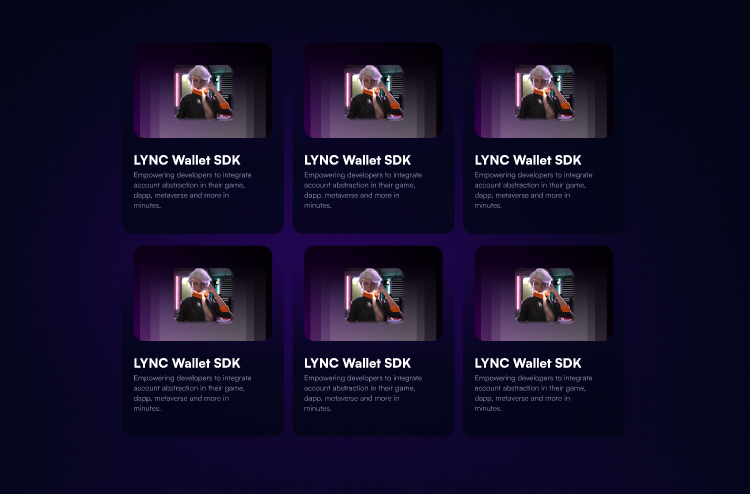 LYNC Wallet SDK
Empowering developers to integrate
account abstraction in their game,
dapp, metaverse and more in
minutes.
LYNC Wallet SDK
Empowering developers to integrate
account abstraction in their game,
dapp, metaverse and more in
minutes.
LYNC Wallet SDK
Empowering developers to integrate
account abstraction in their game,
dapp, metaverse and more in
minutes.
LYNC Wallet SDK
Empowering developers to integrate
account abstraction in their game,
dapp, metaverse and more in
minutes.
LYNC Wallet SDK
Empowering developers to integrate
account abstraction in their game,
dapp, metaverse and more in
minutes.
LYNC Wallet SDK
Empowering developers to integrate
account abstraction in their game,
dapp, metaverse and more in
minutes.